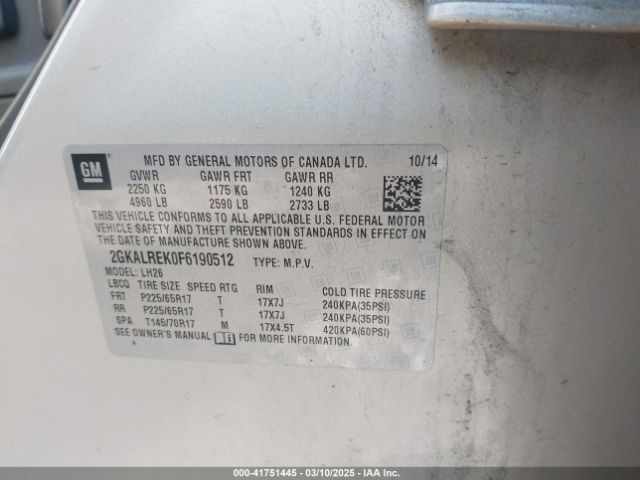 GM
MFD BY GENERAL MOTORS OF CANADA LTD. 10/14
GVWR GAWR FRT GAWR RR
2250 KG 1175 KG 1240 KG
4960 LB 2590 LB 2733 LB
THIS VEHICLE CONFORMS TO ALL APPLICABLE U.S. FEDERAL MOTOR
VEHICLE SAFETY AND THEFT PREVENTION STANDARDS IN EFFECT ON
THE DATE OF MANUFACTURE SHOWN ABOVE.
2GKALREK0F6190512 TYPE: M.P.V.
MODEL: LH26
LBCQ TIRE SIZE SPEED RTG RIM COLD TIRE PRESSURE
FRT P225/65R17 T 17X7J 240KPA(35PSI)
RR P225/65R17 T 17X7J 240KPA(35PSI)
SPA T145/70R17 M 17X4.5T 420KPA(60PSI)
SEE OWNER'S MANUAL FOR MORE INFORMATION.
000-41751445 - 03/10/2025 - IAAI.COM